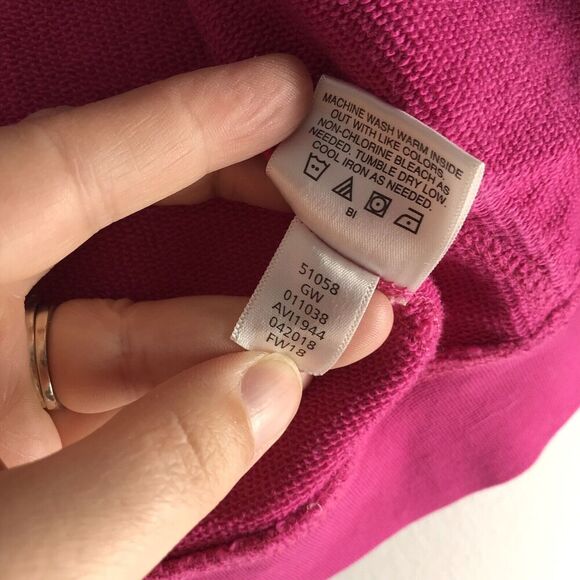 MACHINE WASH WARM INSIDE
OUT WITH LIKE COLORS.
NON-CHLORINE BLEACH AS
NEEDED. TUMBLE DRY LOW.
COOL IRON AS NEEDED.
BI
51058
GW
011038
AVI1944
042018
FW18